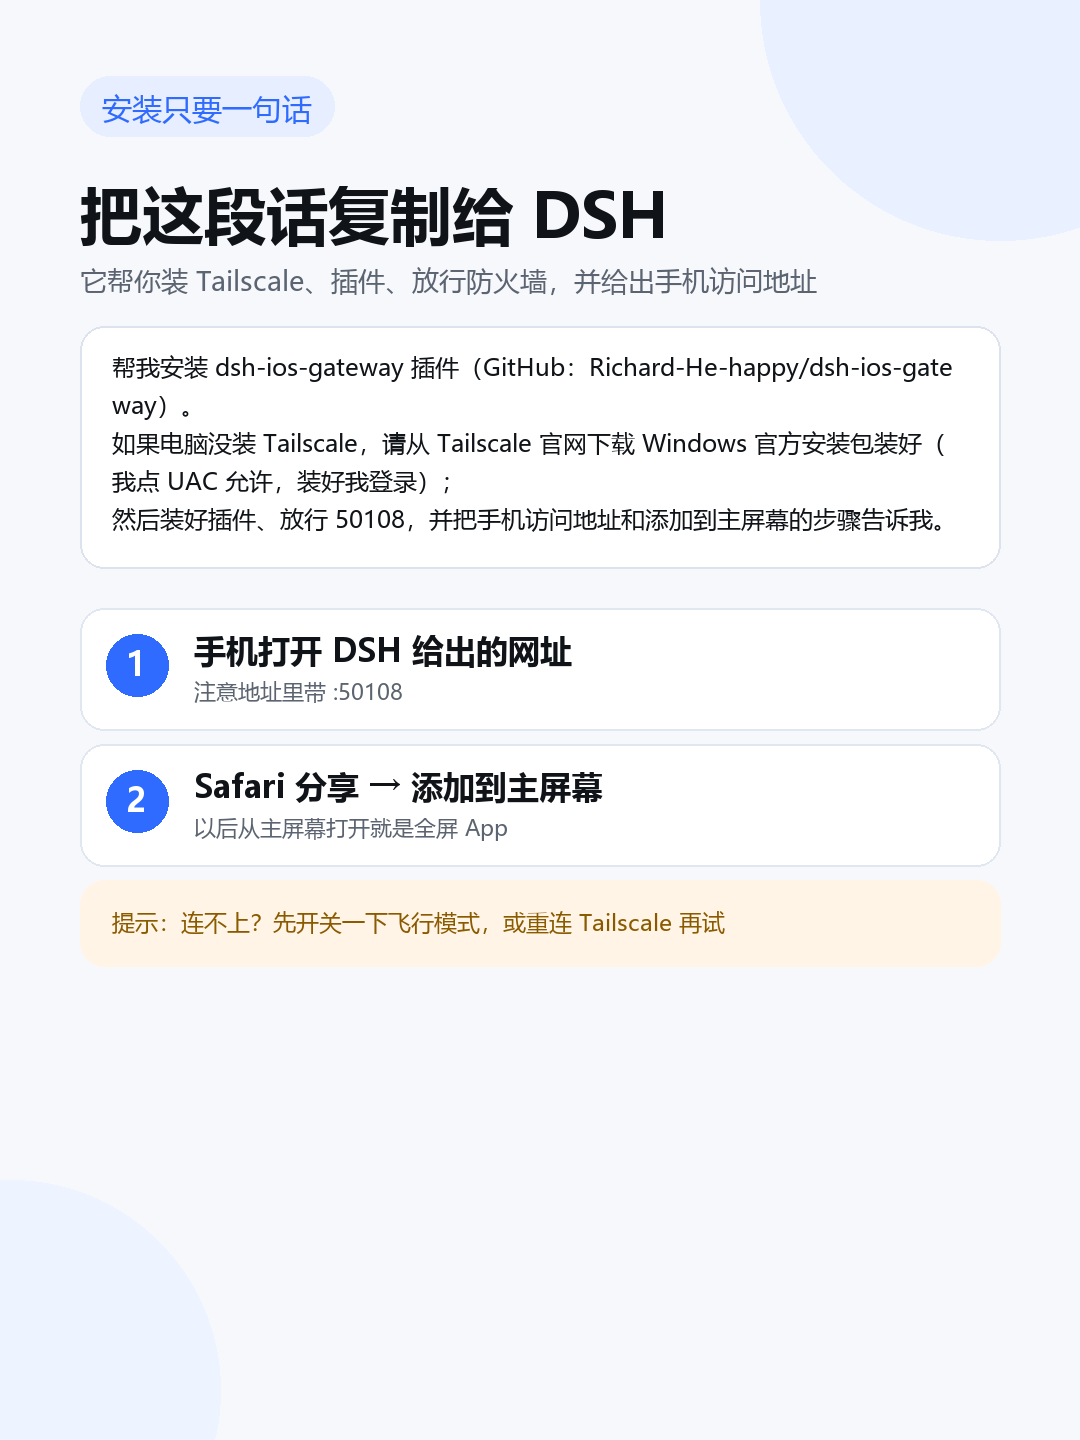 安装只要一句话
把这段话复制给 DSH
它帮你装 Tailscale、插件、放行防火墙，并给出手机访问地址
帮我安装 dsh-ios-gateway 插件（GitHub：Richard-He-happy/dsh-ios-gate
way）。
如果电脑没装 Tailscale，请从 Tailscale 官网下载 Windows 官方安装包装好（
我点 UAC 允许，装好我登录）；
然后装好插件、放行 50108，并把手机访问地址和添加到主屏幕的步骤告诉我。
1
手机打开 DSH 给出的网址
注意地址里带 :50108
2
Safari 分享 → 添加到主屏幕
以后从主屏幕打开就是全屏 App
提示：连不上？先开关一下飞行模式，或重连 Tailscale 再试